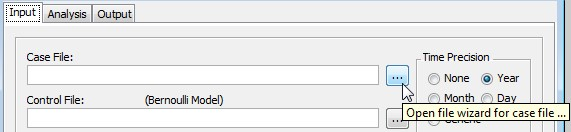 Input Analysis Output
Case File:
...
Time Precision
None Year
Month Day
Control File: (Bernoulli Model)
...
Open file wizard for case file ...